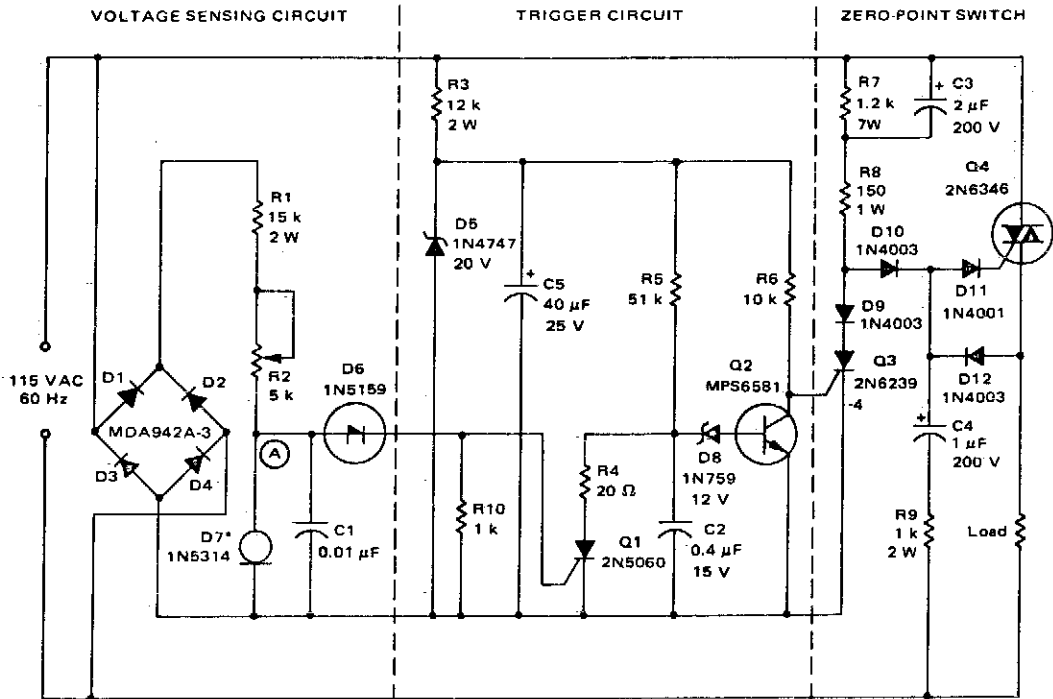 VOLTAGE SENSING CIRCUIT
TRIGGER CIRCUIT
ZERO-POINT SWITCH
115 VAC
60 Hz
D1
D2
MDA942A-3
D3
D4
R1
15 k
2 W
R2
5 k
A
D7*
1N5314
C1
0.01 μF
D6
1N5159
R3
12 k
2 W
D5
1N4747
20 V
C5
+
40 μF
25 V
R10
1 k
R4
20 Ω
Q1
2N5060
R5
51 k
R6
10 k
Q2
MPS6581
D8
1N759
12 V
C2
0.4 μF
15 V
R7
1.2 k
7W
+
C3
2 μF
200 V
R8
150
1 W
Q4
2N6346
D10
1N4003
D11
1N4001
D9
1N4003
Q3
2N6239
-4
D12
1N4003
+
C4
1 μF
200 V
R9
1 k
2 W
Load